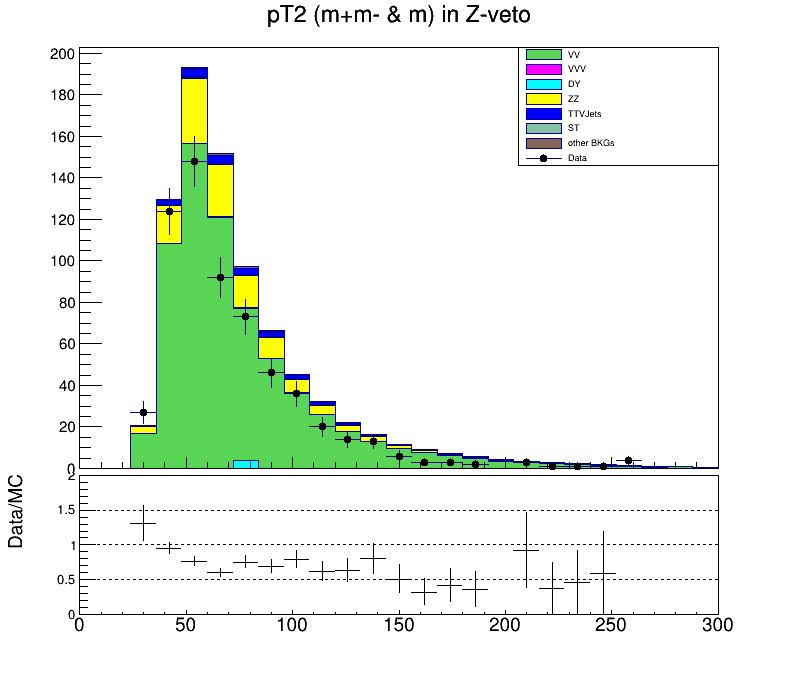 pT2 (m+m- & m) in Z-veto
200
180
160
140
120
100
80
60
40
20
0
VV
VVV
DY
ZZ
TTVJets
ST
other BKGs
Data
Data/MC
2
1.5
1
0.5
0
0 50 100 150 200 250 300